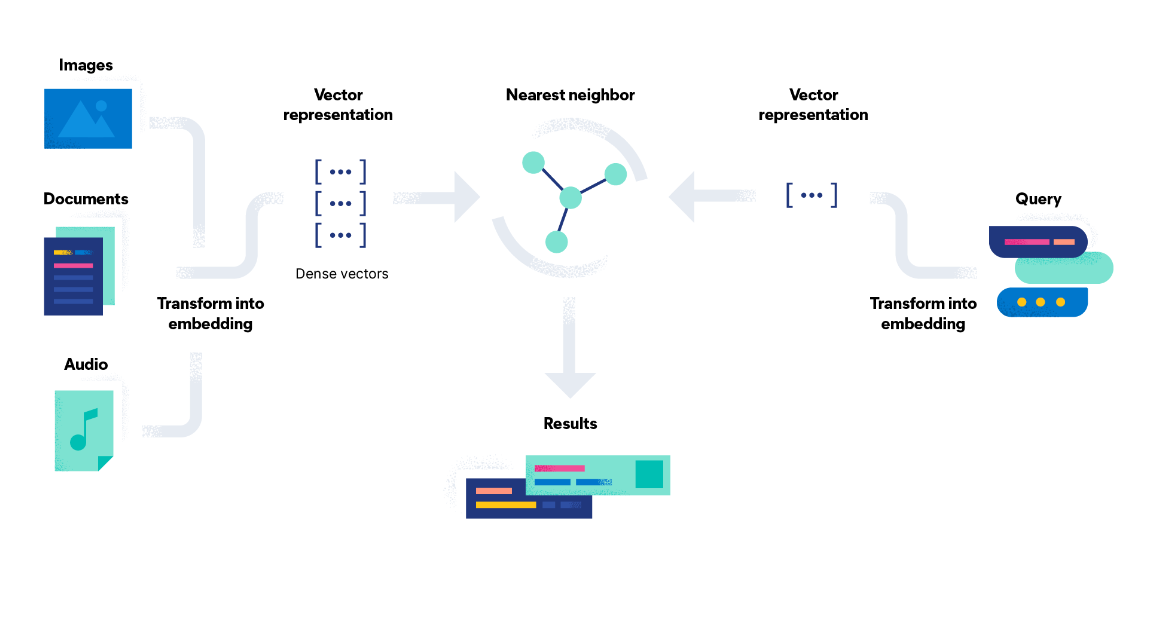 Images
Documents
Audio
Transform into
embedding
Vector
representation
[•••]
[•••]
[•••]
Dense vectors
Nearest neighbor
Results
Vector
representation
[•••]
Transform into
embedding
Query